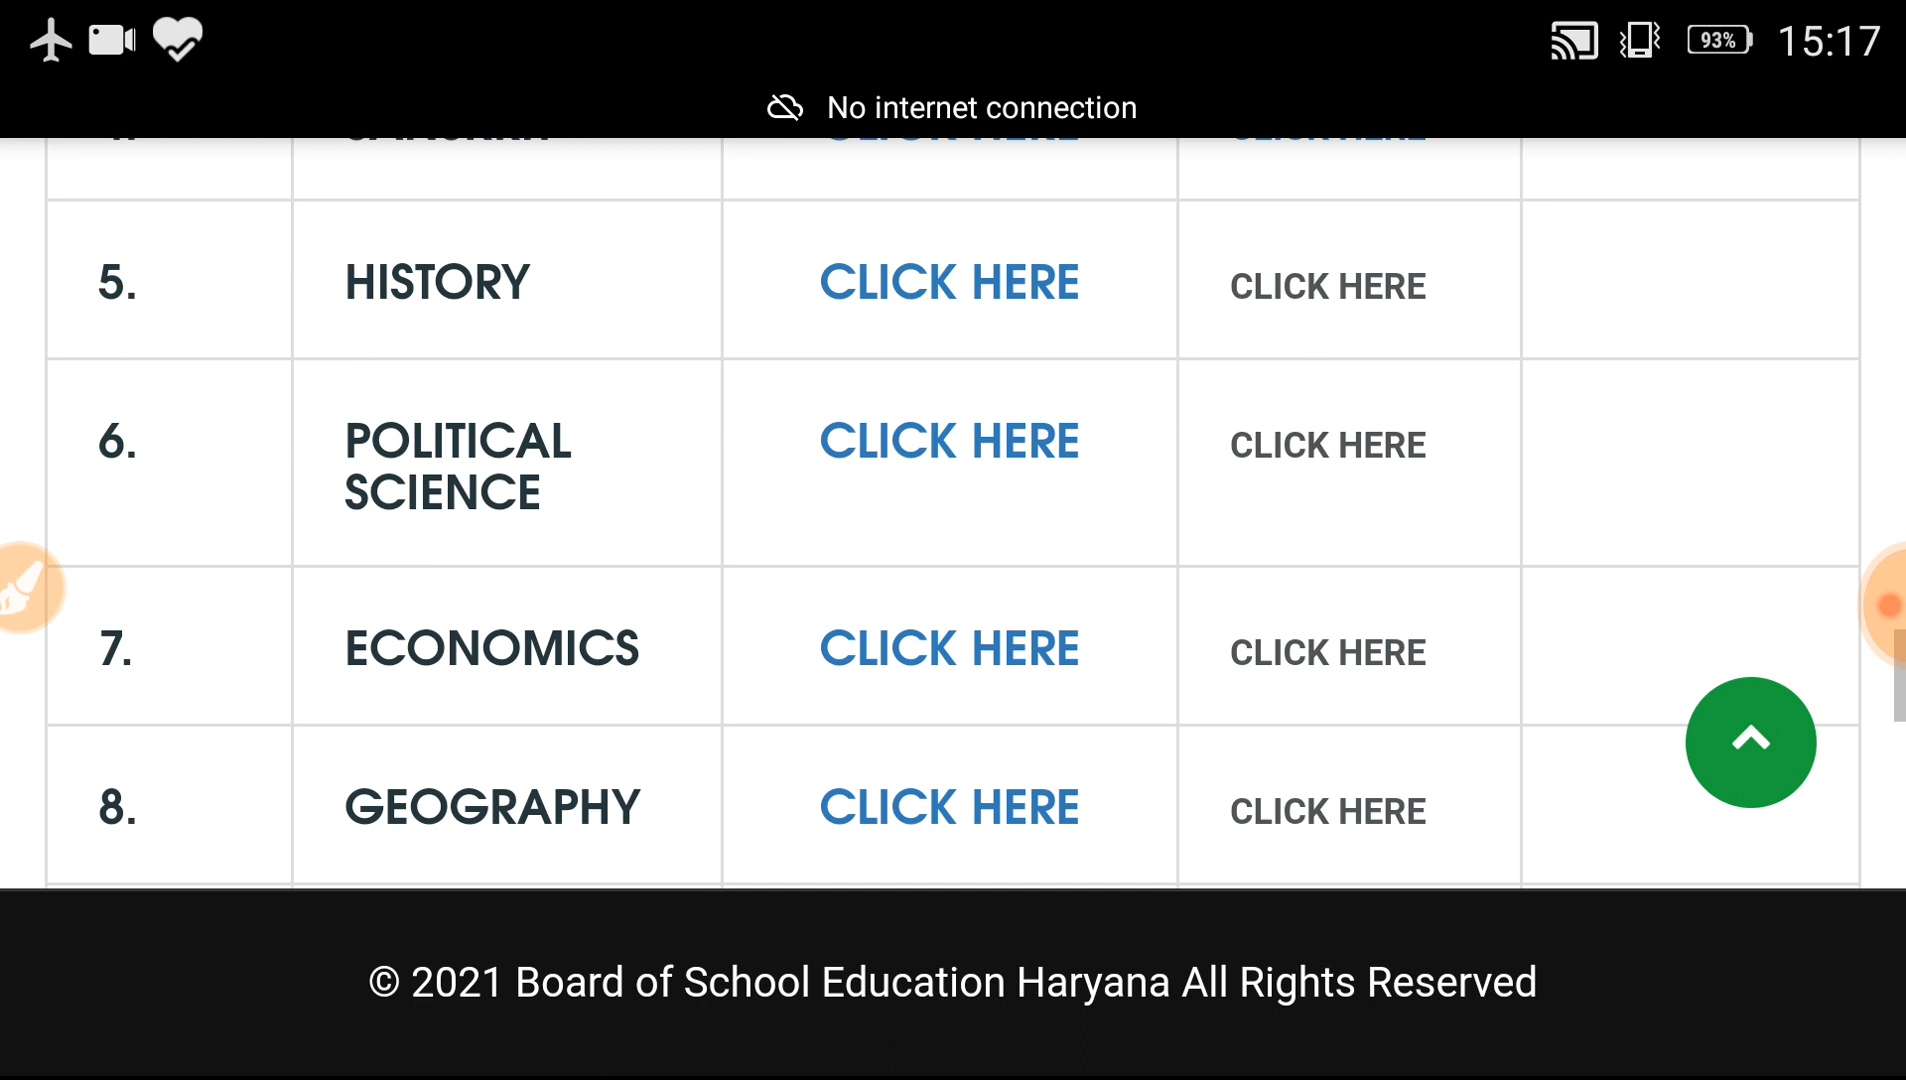 93% 15:17
No internet connection
5. HISTORY CLICK HERE CLICK HERE
6. POLITICAL CLICK HERE CLICK HERE
SCIENCE
7. ECONOMICS CLICK HERE CLICK HERE
8. GEOGRAPHY CLICK HERE CLICK HERE
© 2021 Board of School Education Haryana All Rights Reserved